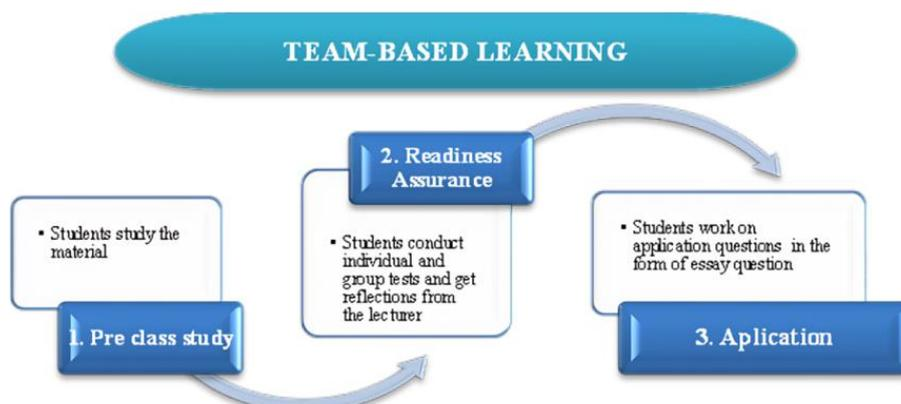 TEAM-BASED LEARNING
▪ Students study the
material
1. Pre class study
2. Readiness
Assurance
▪ Students conduct
individual and
group tests and get
reflections from
the lecturer
▪ Students work on
application questions in the
form of essay question
3. Aplication